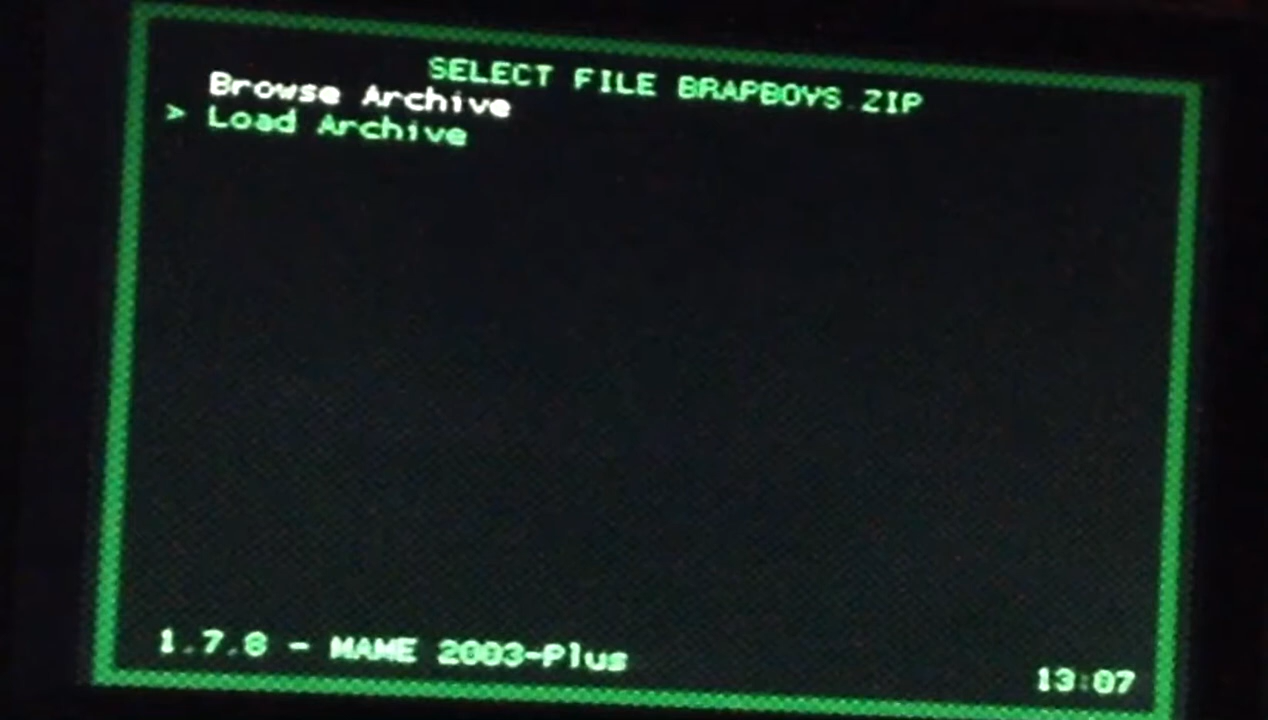 SELECT FILE BRAPBOYS.ZIP
Browse Archive
> Load Archive
1.7.8 - MAME 2003-Plus
13:07